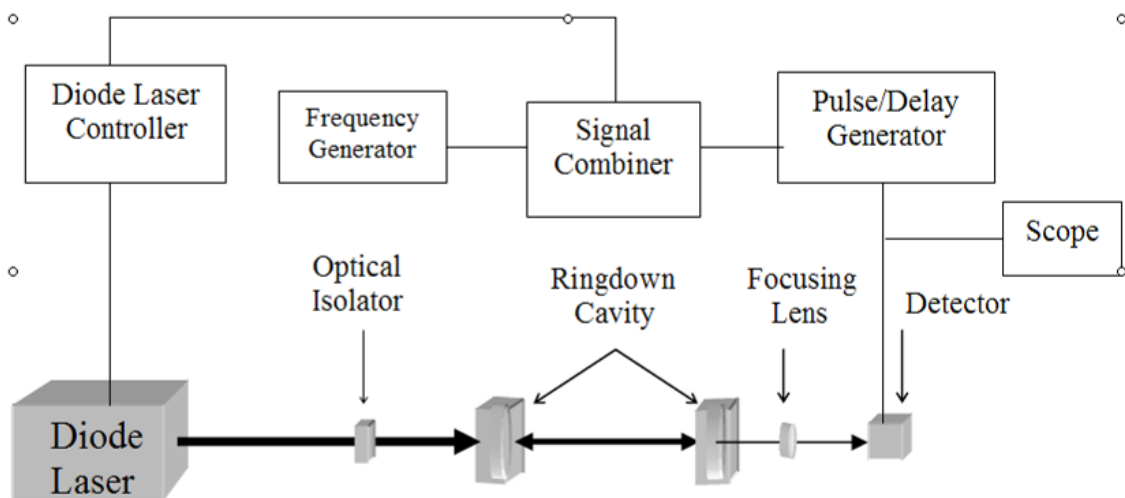 Diode Laser
Controller
Frequency
Generator
Signal
Combiner
Pulse/Delay
Generator
Scope
Optical
Isolator
Ringdown
Cavity
Focusing
Lens
Detector
Diode
Laser